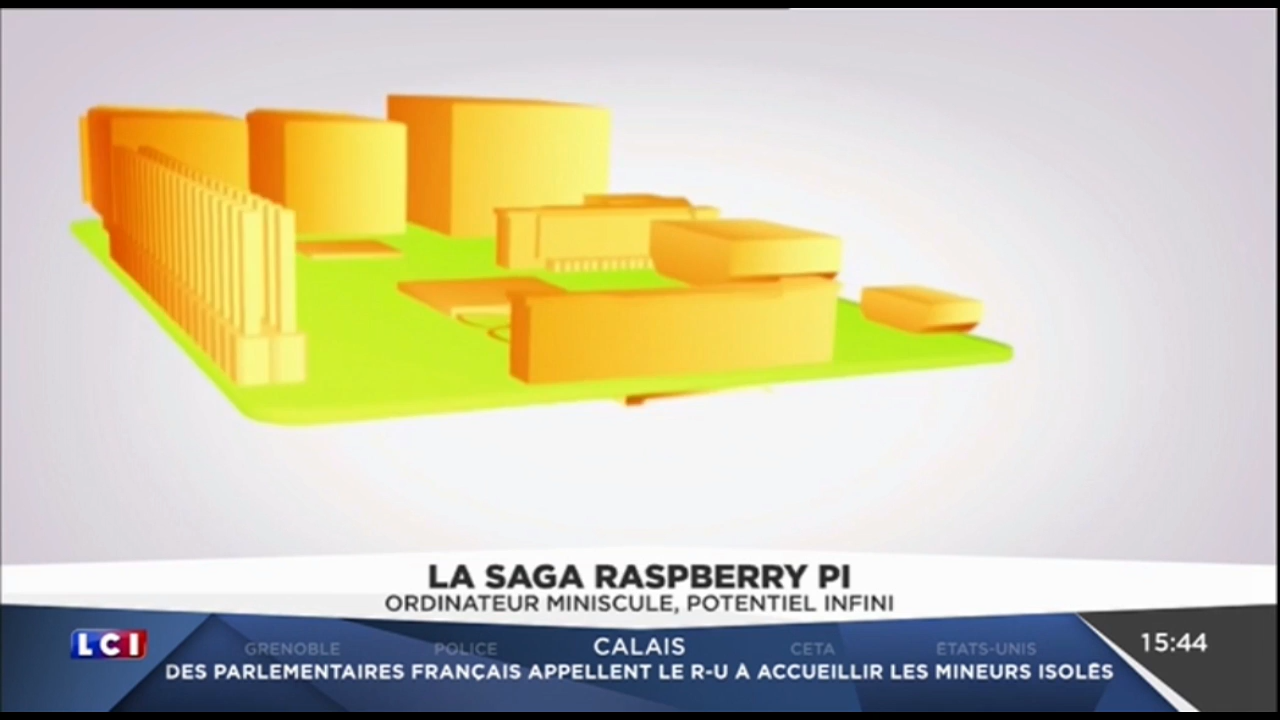 LA SAGA RASPBERRY PI
ORDINATEUR MINISCULE, POTENTIEL INFINI
LCI
GRENOBLE POLICE CALAIS CETA ETATS-UNIS
15:44
DES PARLEMENTAIRES FRANÇAIS APPELLENT LE R-U À ACCUEILLIR LES MINEURS ISOLÉS